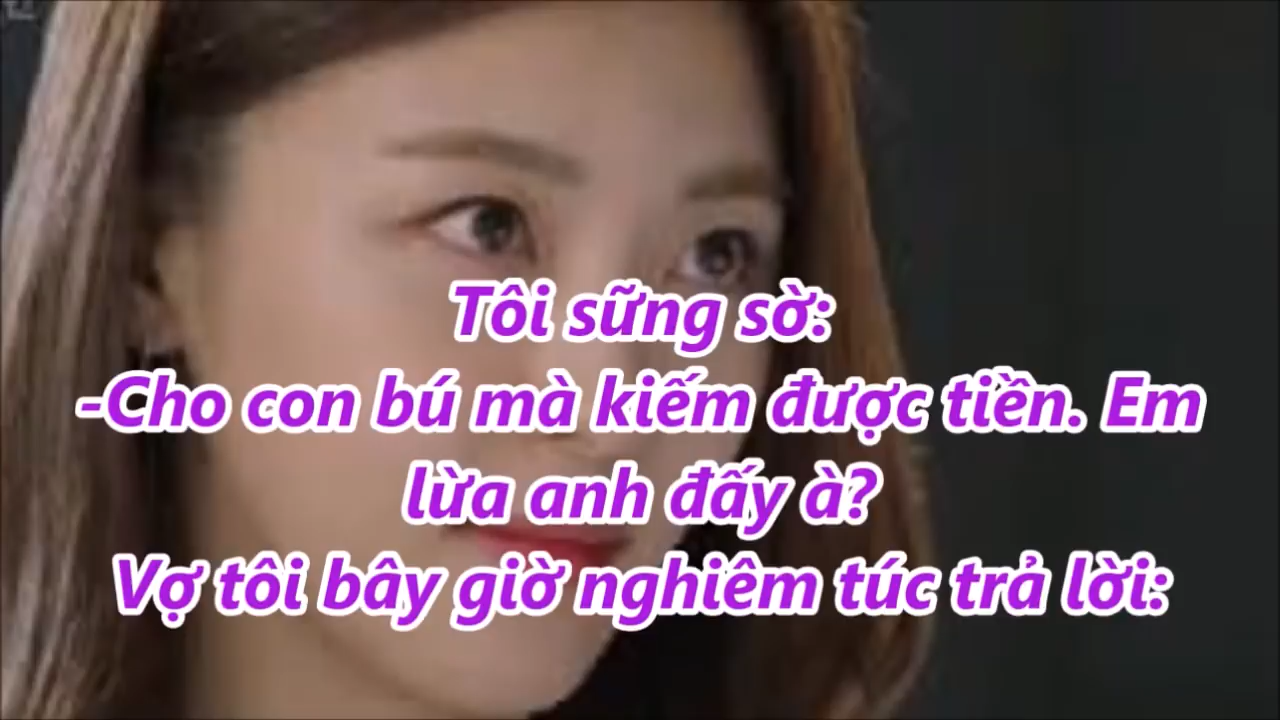 Tôi sững sờ:
-Cho con bú mà kiếm được tiền. Em
lừa anh đấy à?
Vợ tôi bây giờ nghiêm túc trả lời: